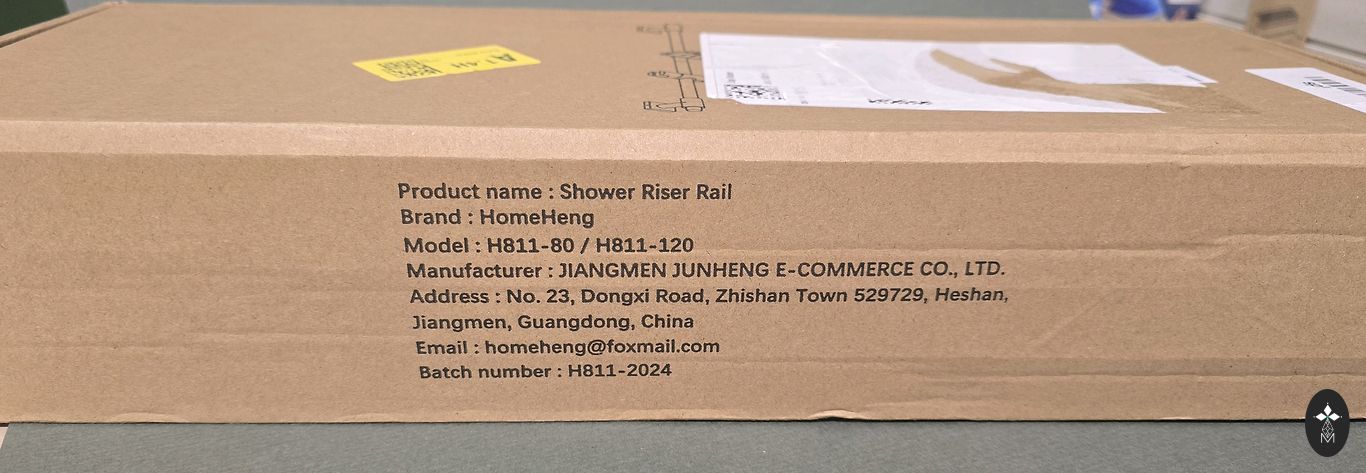 A L4H
Product name : Shower Riser Rail
Brand : HomeHeng
Model : H811-80 / H811-120
Manufacturer : JIANGMEN JUNHENG E-COMMERCE CO., LTD.
Address : No. 23, Dongxi Road, Zhishan Town 529729, Heshan,
Jiangmen, Guangdong, China
Email : homeheng@foxmail.com
Batch number : H811-2024
M